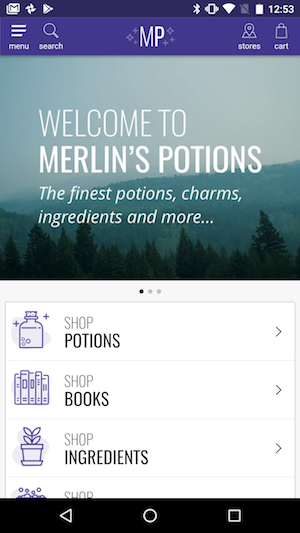 12:53
menu
search
MP
stores
cart
WELCOME TO
MERLIN'S POTIONS
The finest potions, charms,
ingredients and more...
SHOP
POTIONS
SHOP
BOOKS
SHOP
INGREDIENTS
SHOP